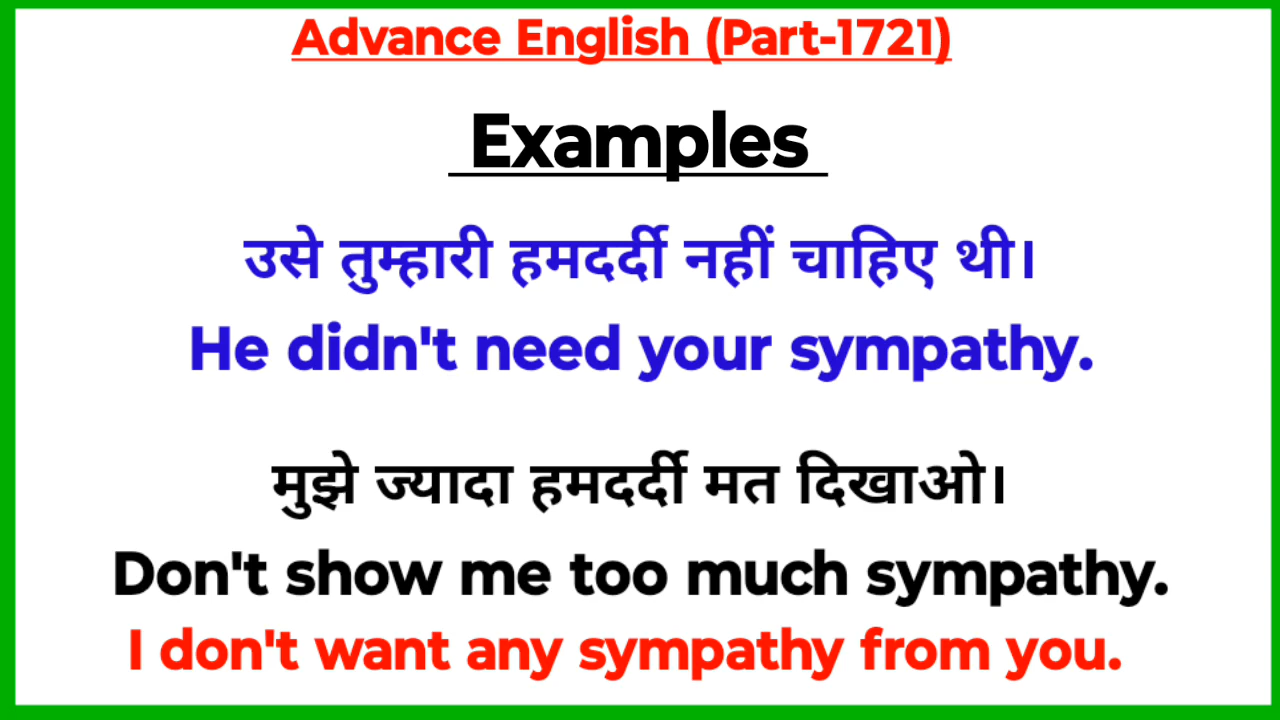 Advance English (Part-1721)
Examples
उसे तुम्हारी हमदर्दी नहीं चाहिए थी।
He didn't need your sympathy.
मुझे ज्यादा हमदर्दी मत दिखाओ।
Don't show me too much sympathy.
I don't want any sympathy from you.